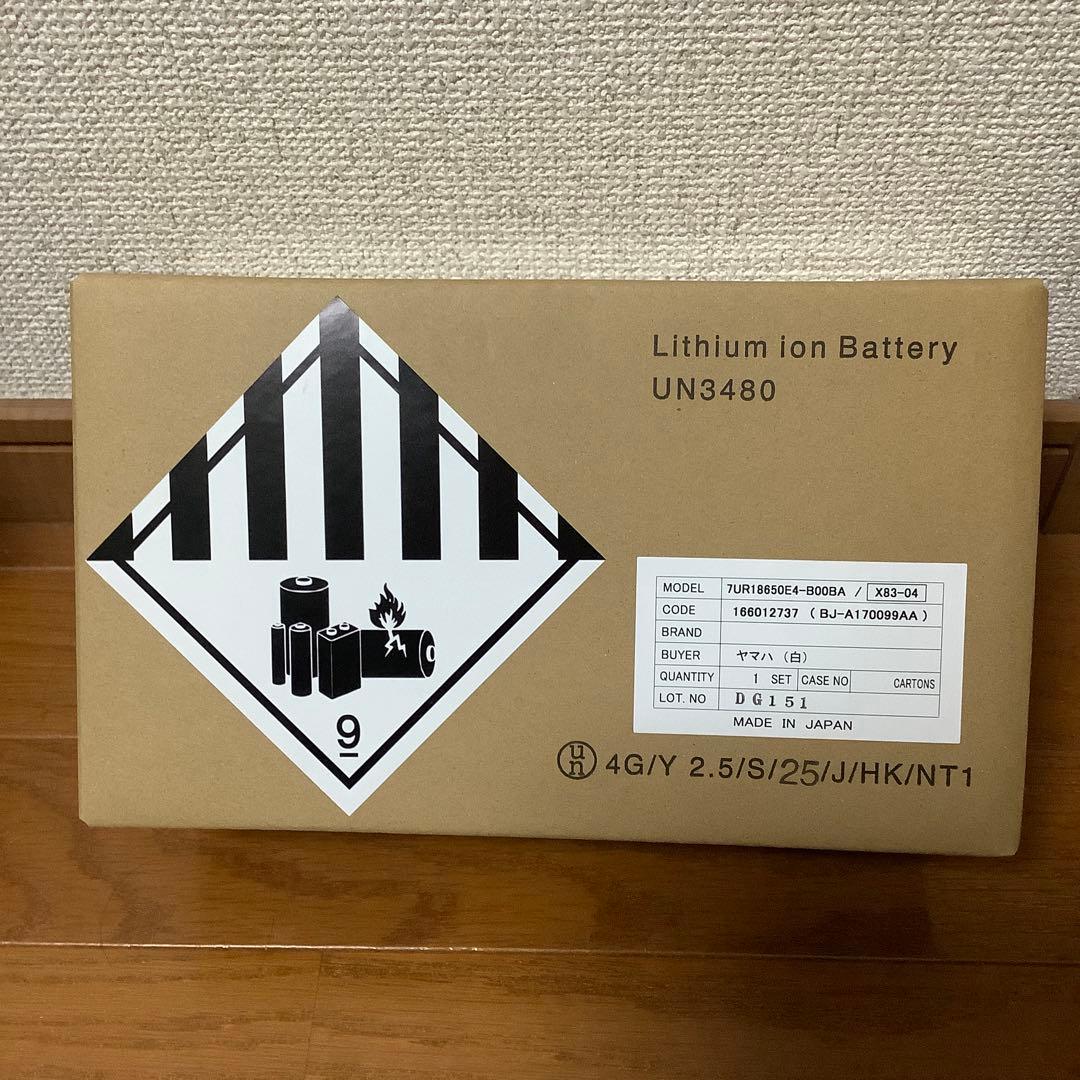 Lithium ion Battery
UN3480
MODEL 7UR18650E4-B00BA / X83-04
CODE 166012737 ( BJ-A170099AA )
BRAND
BUYER ヤマハ (白)
QUANTITY 1 SET CASE NO CARTONS
LOT. NO DG151
MADE IN JAPAN
9
un 4G/Y 2.5/S/25/J/HK/NT1